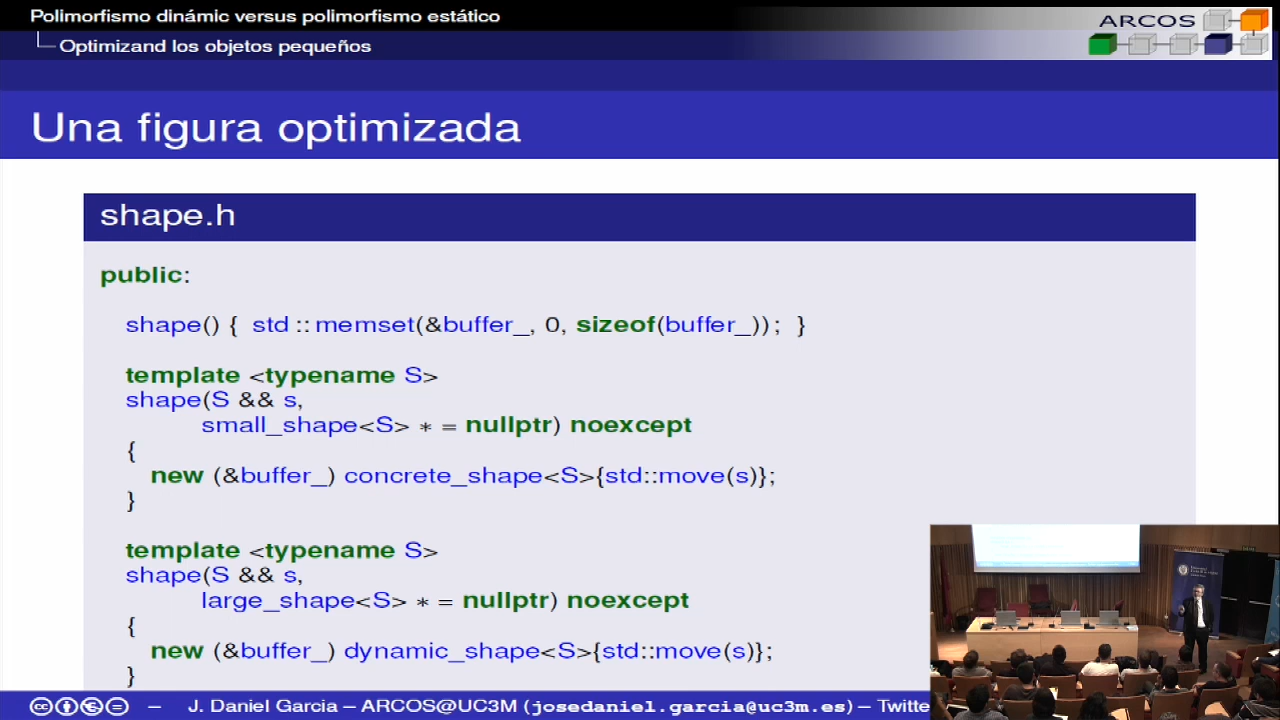 Polimorfismo dinámic versus polimorfismo estático
Optimizand los objetos pequeños
ARCOS
Una figura optimizada
shape.h
public:
shape() { std :: memset(&buffer_, 0, sizeof(buffer_)); }
template <typename S>
shape(S && s,
small_shape<S> * = nullptr) noexcept
{
new (&buffer_) concrete_shape<S>{std::move(s)};
}
template <typename S>
shape(S && s,
large_shape<S> * = nullptr) noexcept
{
new (&buffer_) dynamic_shape<S>{std::move(s)};
}
cc – J. Daniel Garcia – ARCOS@UC3M (josedaniel.garcia@uc3m.es) – Twitte